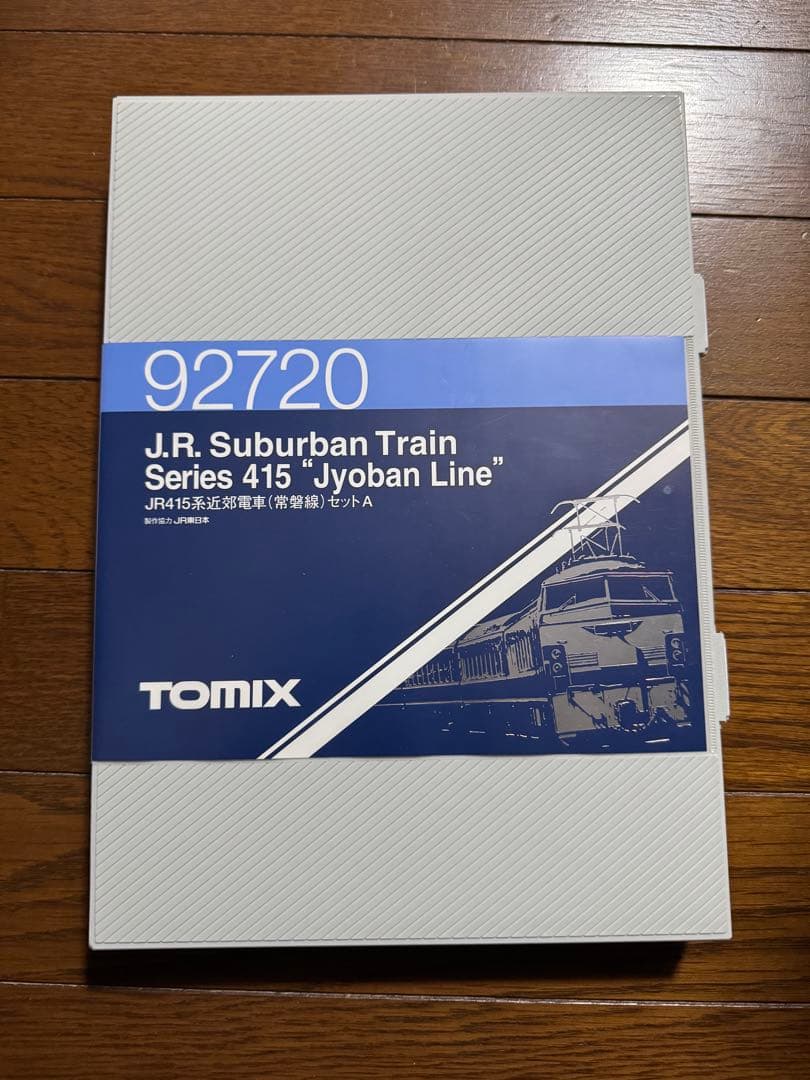 92720
J.R. Suburban Train
Series 415 “Jyoban Line”
JR415系近郊電車(常磐線)セットA
製作協力 JR東日本
TOMIX